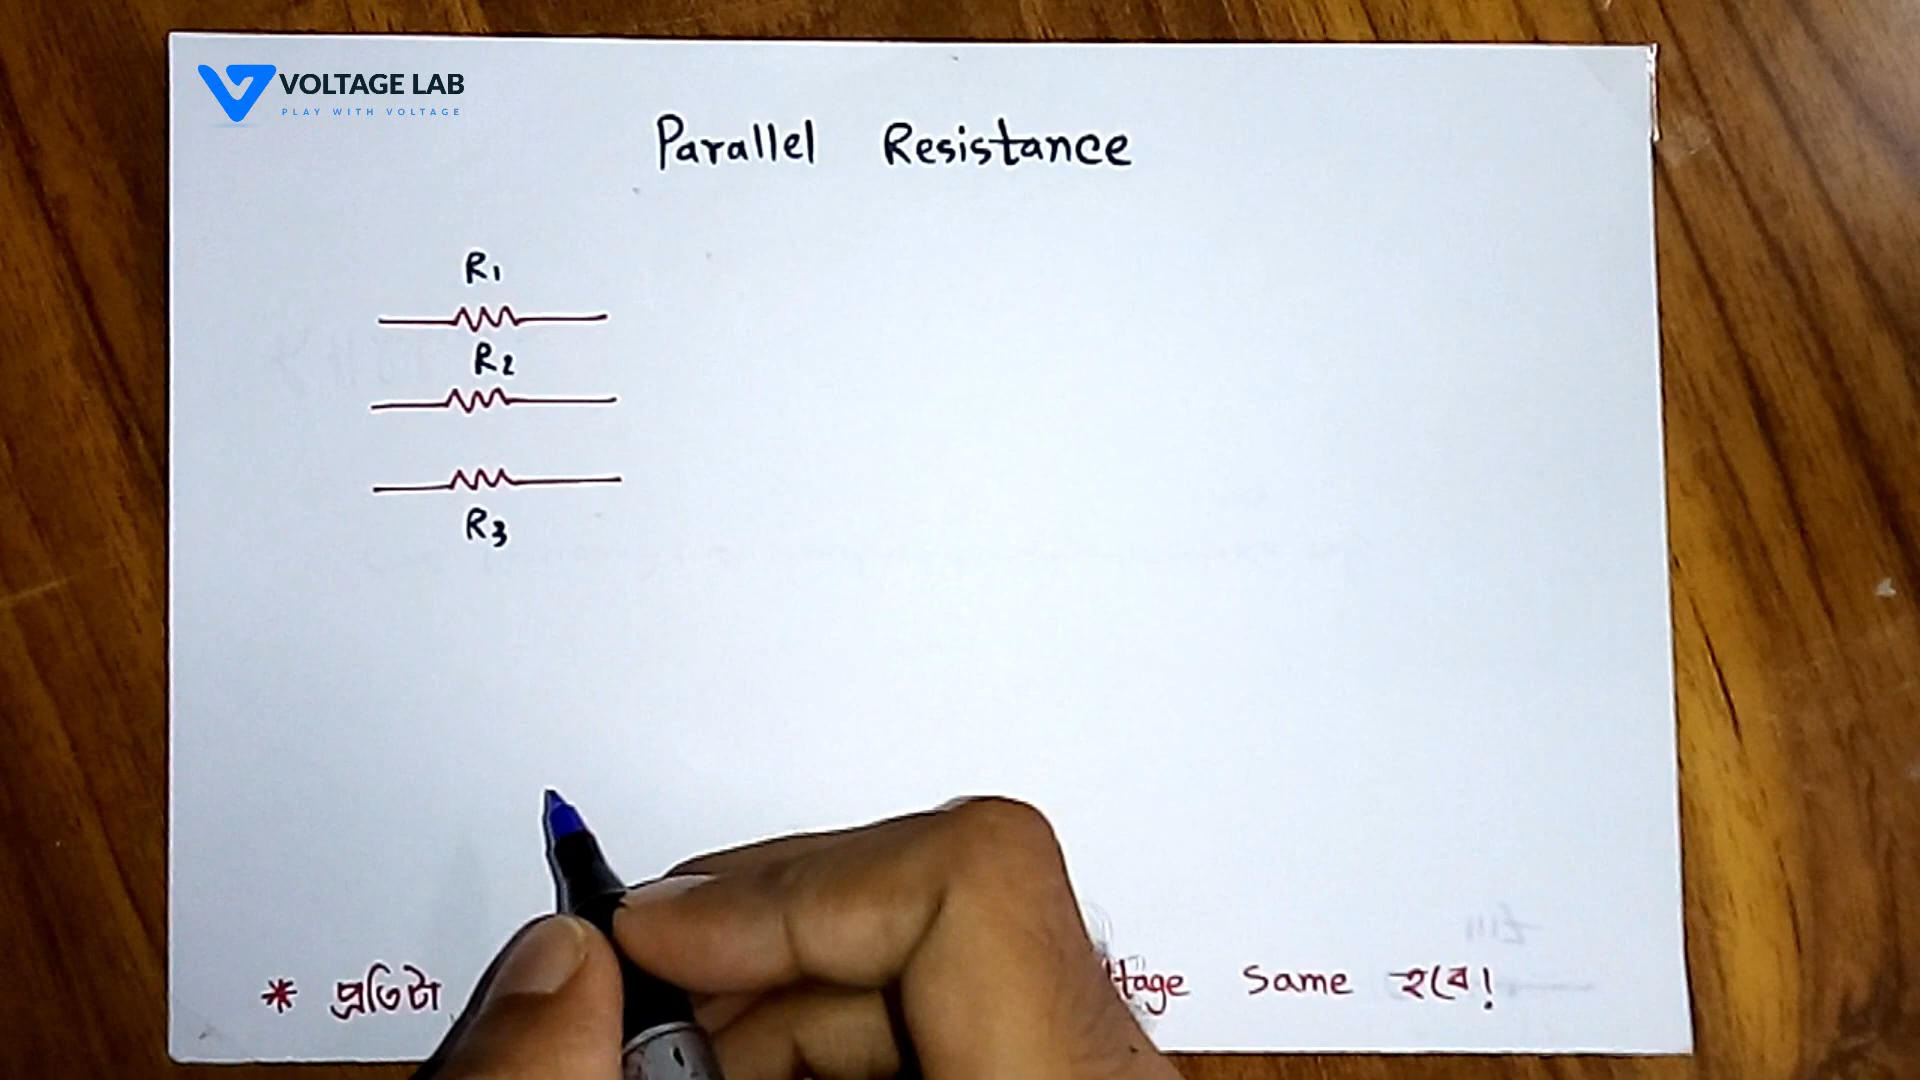 VOLTAGE LAB
PLAY WITH VOLTAGE
Parallel Resistance
R1
R2
R3
* প্রতিটা tage Same হবে!